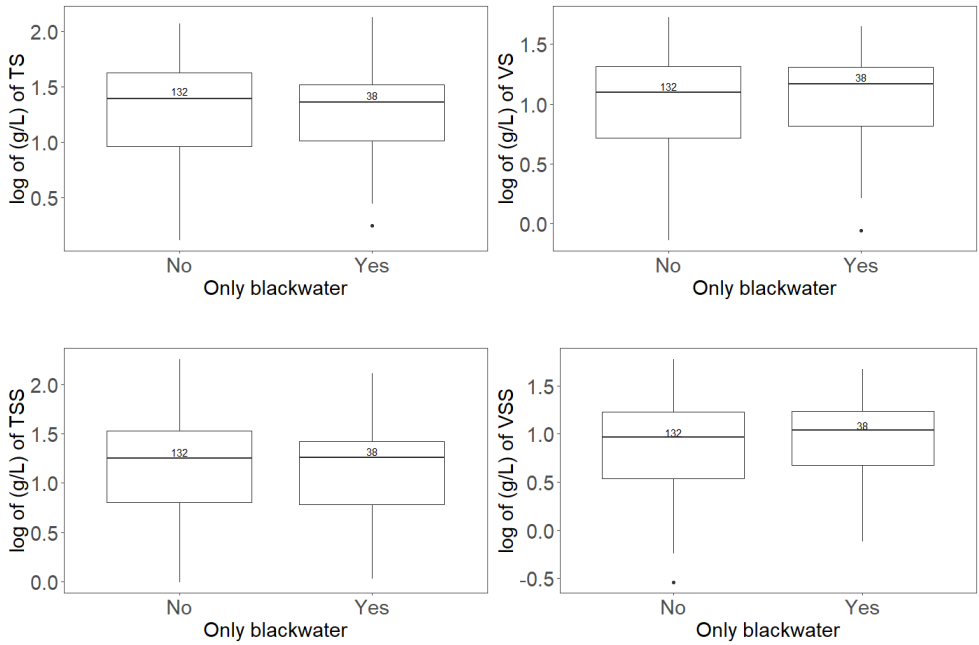 log of (g/L) of TS
2.0
1.5
1.0
0.5
132
38
No
Yes
Only blackwater
log of (g/L) of VS
1.5
1.0
0.5
0.0
132
38
No
Yes
Only blackwater
log of (g/L) of TSS
2.0
1.5
1.0
0.5
0.0
132
38
No
Yes
Only blackwater
log of (g/L) of VSS
1.5
1.0
0.5
0.0
-0.5
132
38
No
Yes
Only blackwater